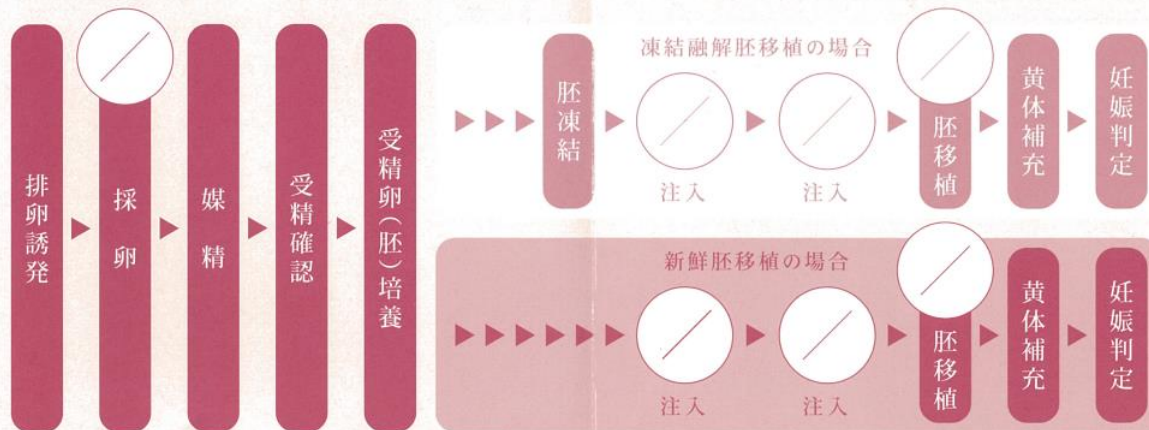 排卵誘発
採卵
媒精
受精確認
受精卵(胚)培養
凍結融解胚移植の場合
胚凍結
注入
注入
胚移植
黄体補充
妊娠判定
新鮮胚移植の場合
注入
注入
胚移植
黄体補充
妊娠判定